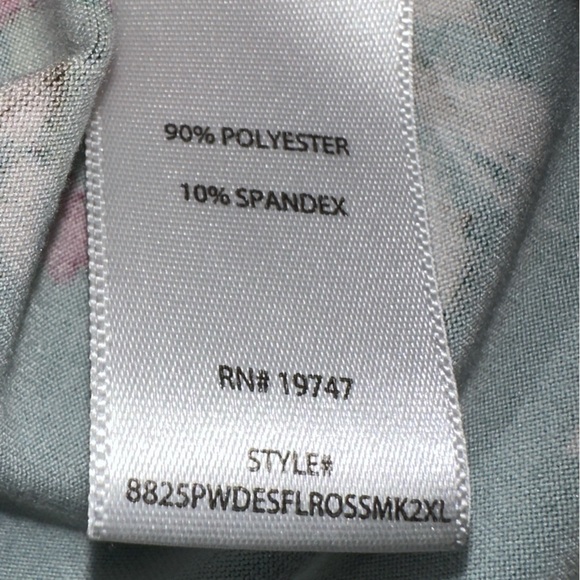 90% POLYESTER
10% SPANDEX
RN# 19747
STYLE#
8825PWDESFLROSSMK2XL